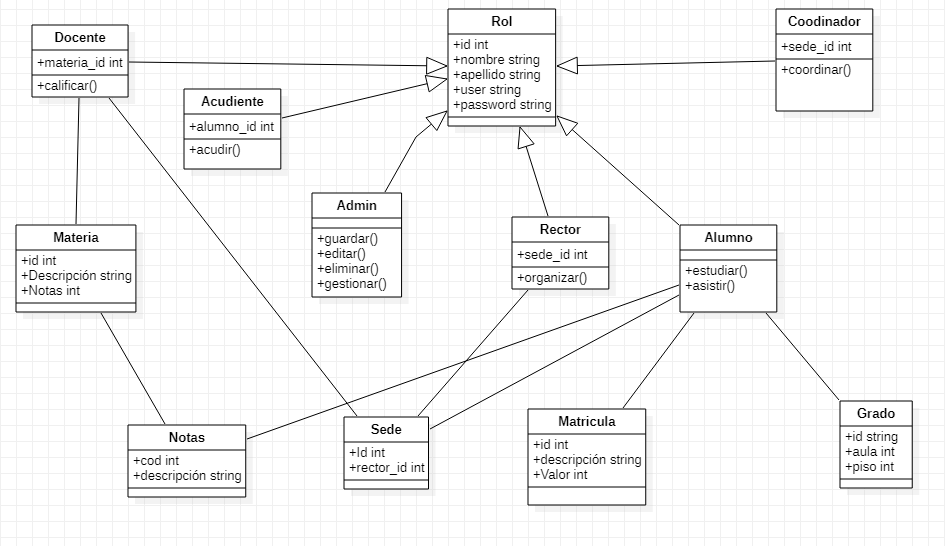 Docente
+materia_id int
+calificar()
Rol
+id int
+nombre string
+apellido string
+user string
+password string
Coodinador
+sede_id int
+coordinar()
Acudiente
+alumno_id int
+acudir()
Admin
+guardar()
+editar()
+eliminar()
+gestionar()
Rector
+sede_id int
+organizar()
Alumno
+estudiar()
+asistir()
Materia
+id int
+Descripción string
+Notas int
Notas
+cod int
+descripción string
Sede
+Id int
+rector_id int
Matricula
+id int
+descripción string
+Valor int
Grado
+id string
+aula int
+piso int